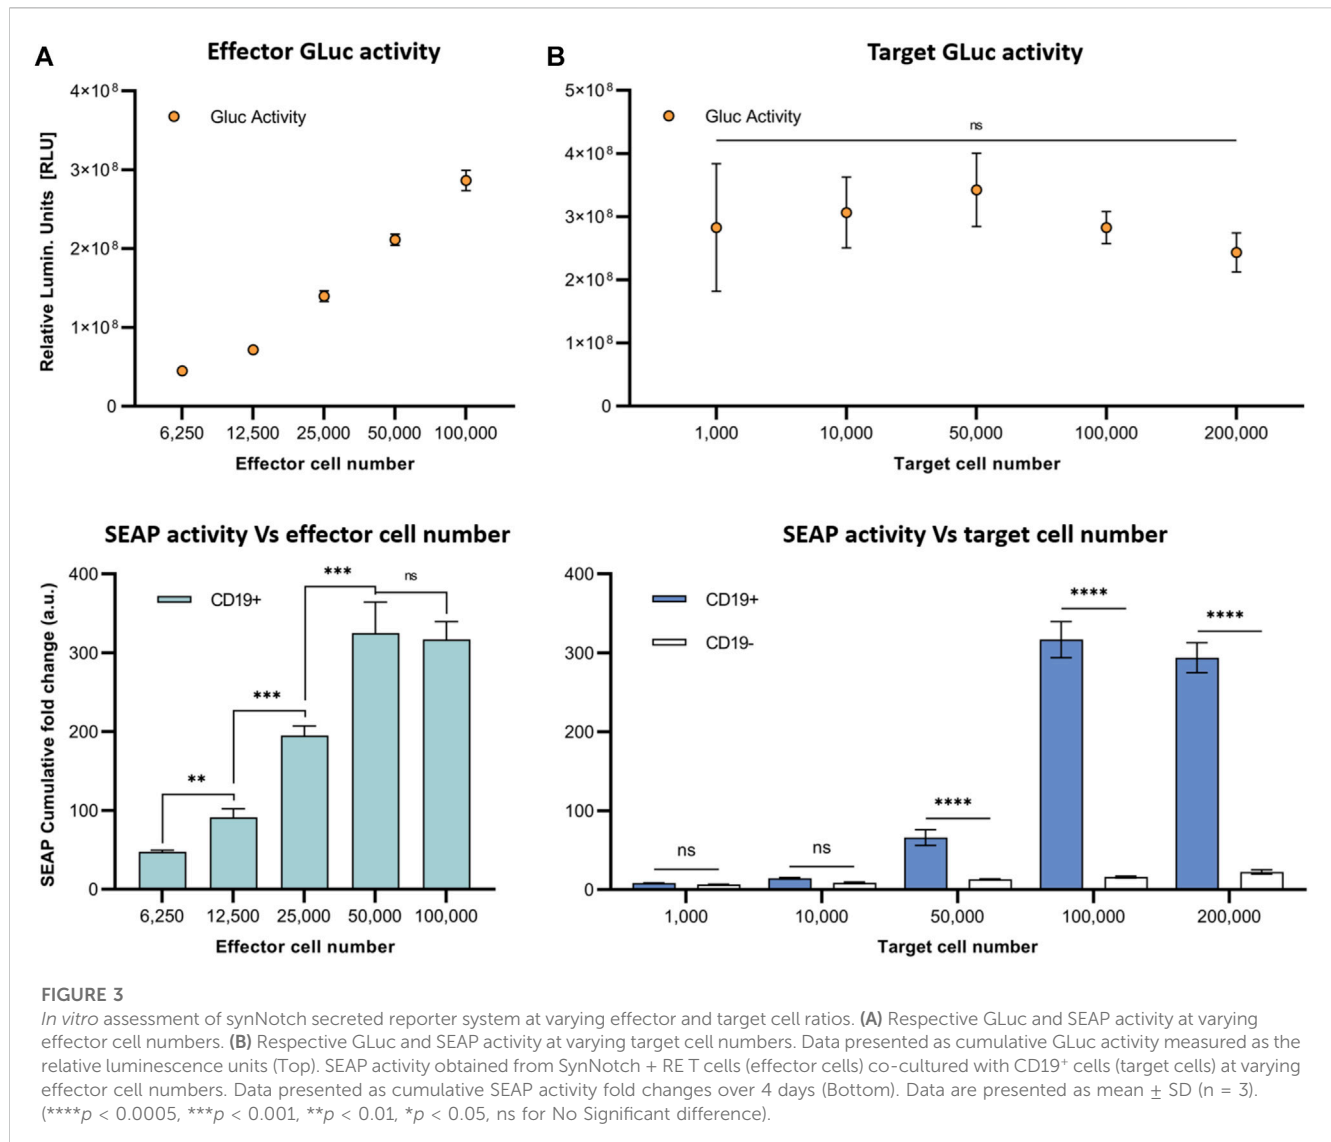 A
Effector GLuc activity
4×10⁸
3×10⁸
2×10⁸
1×10⁸
0
Relative Lumin. Units [RLU]
Gluc Activity
6,250 12,500 25,000 50,000 100,000
Effector cell number
B
Target GLuc activity
5×10⁸
4×10⁸
3×10⁸
2×10⁸
1×10⁸
0
Gluc Activity
ns
1,000 10,000 50,000 100,000 200,000
Target cell number
SEAP activity Vs effector cell number
400
300
200
100
0
SEAP Cumulative fold change (a.u.)
CD19+
**
***
***
ns
6,250 12,500 25,000 50,000 100,000
Effector cell number
SEAP activity Vs target cell number
400
300
200
100
0
CD19+
CD19-
ns
ns
****
****
****
1,000 10,000 50,000 100,000 200,000
Target cell number
FIGURE 3
In vitro assessment of synNotch secreted reporter system at varying effector and target cell ratios. (A) Respective GLuc and SEAP activity at varying
effector cell numbers. (B) Respective GLuc and SEAP activity at varying target cell numbers. Data presented as cumulative GLuc activity measured as the
relative luminescence units (Top). SEAP activity obtained from SynNotch + RE T cells (effector cells) co-cultured with CD19⁺ cells (target cells) at varying
effector cell numbers. Data presented as cumulative SEAP activity fold changes over 4 days (Bottom). Data are presented as mean ± SD (n = 3).
(****p < 0.0005, ***p < 0.001, **p < 0.01, *p < 0.05, ns for No Significant difference).